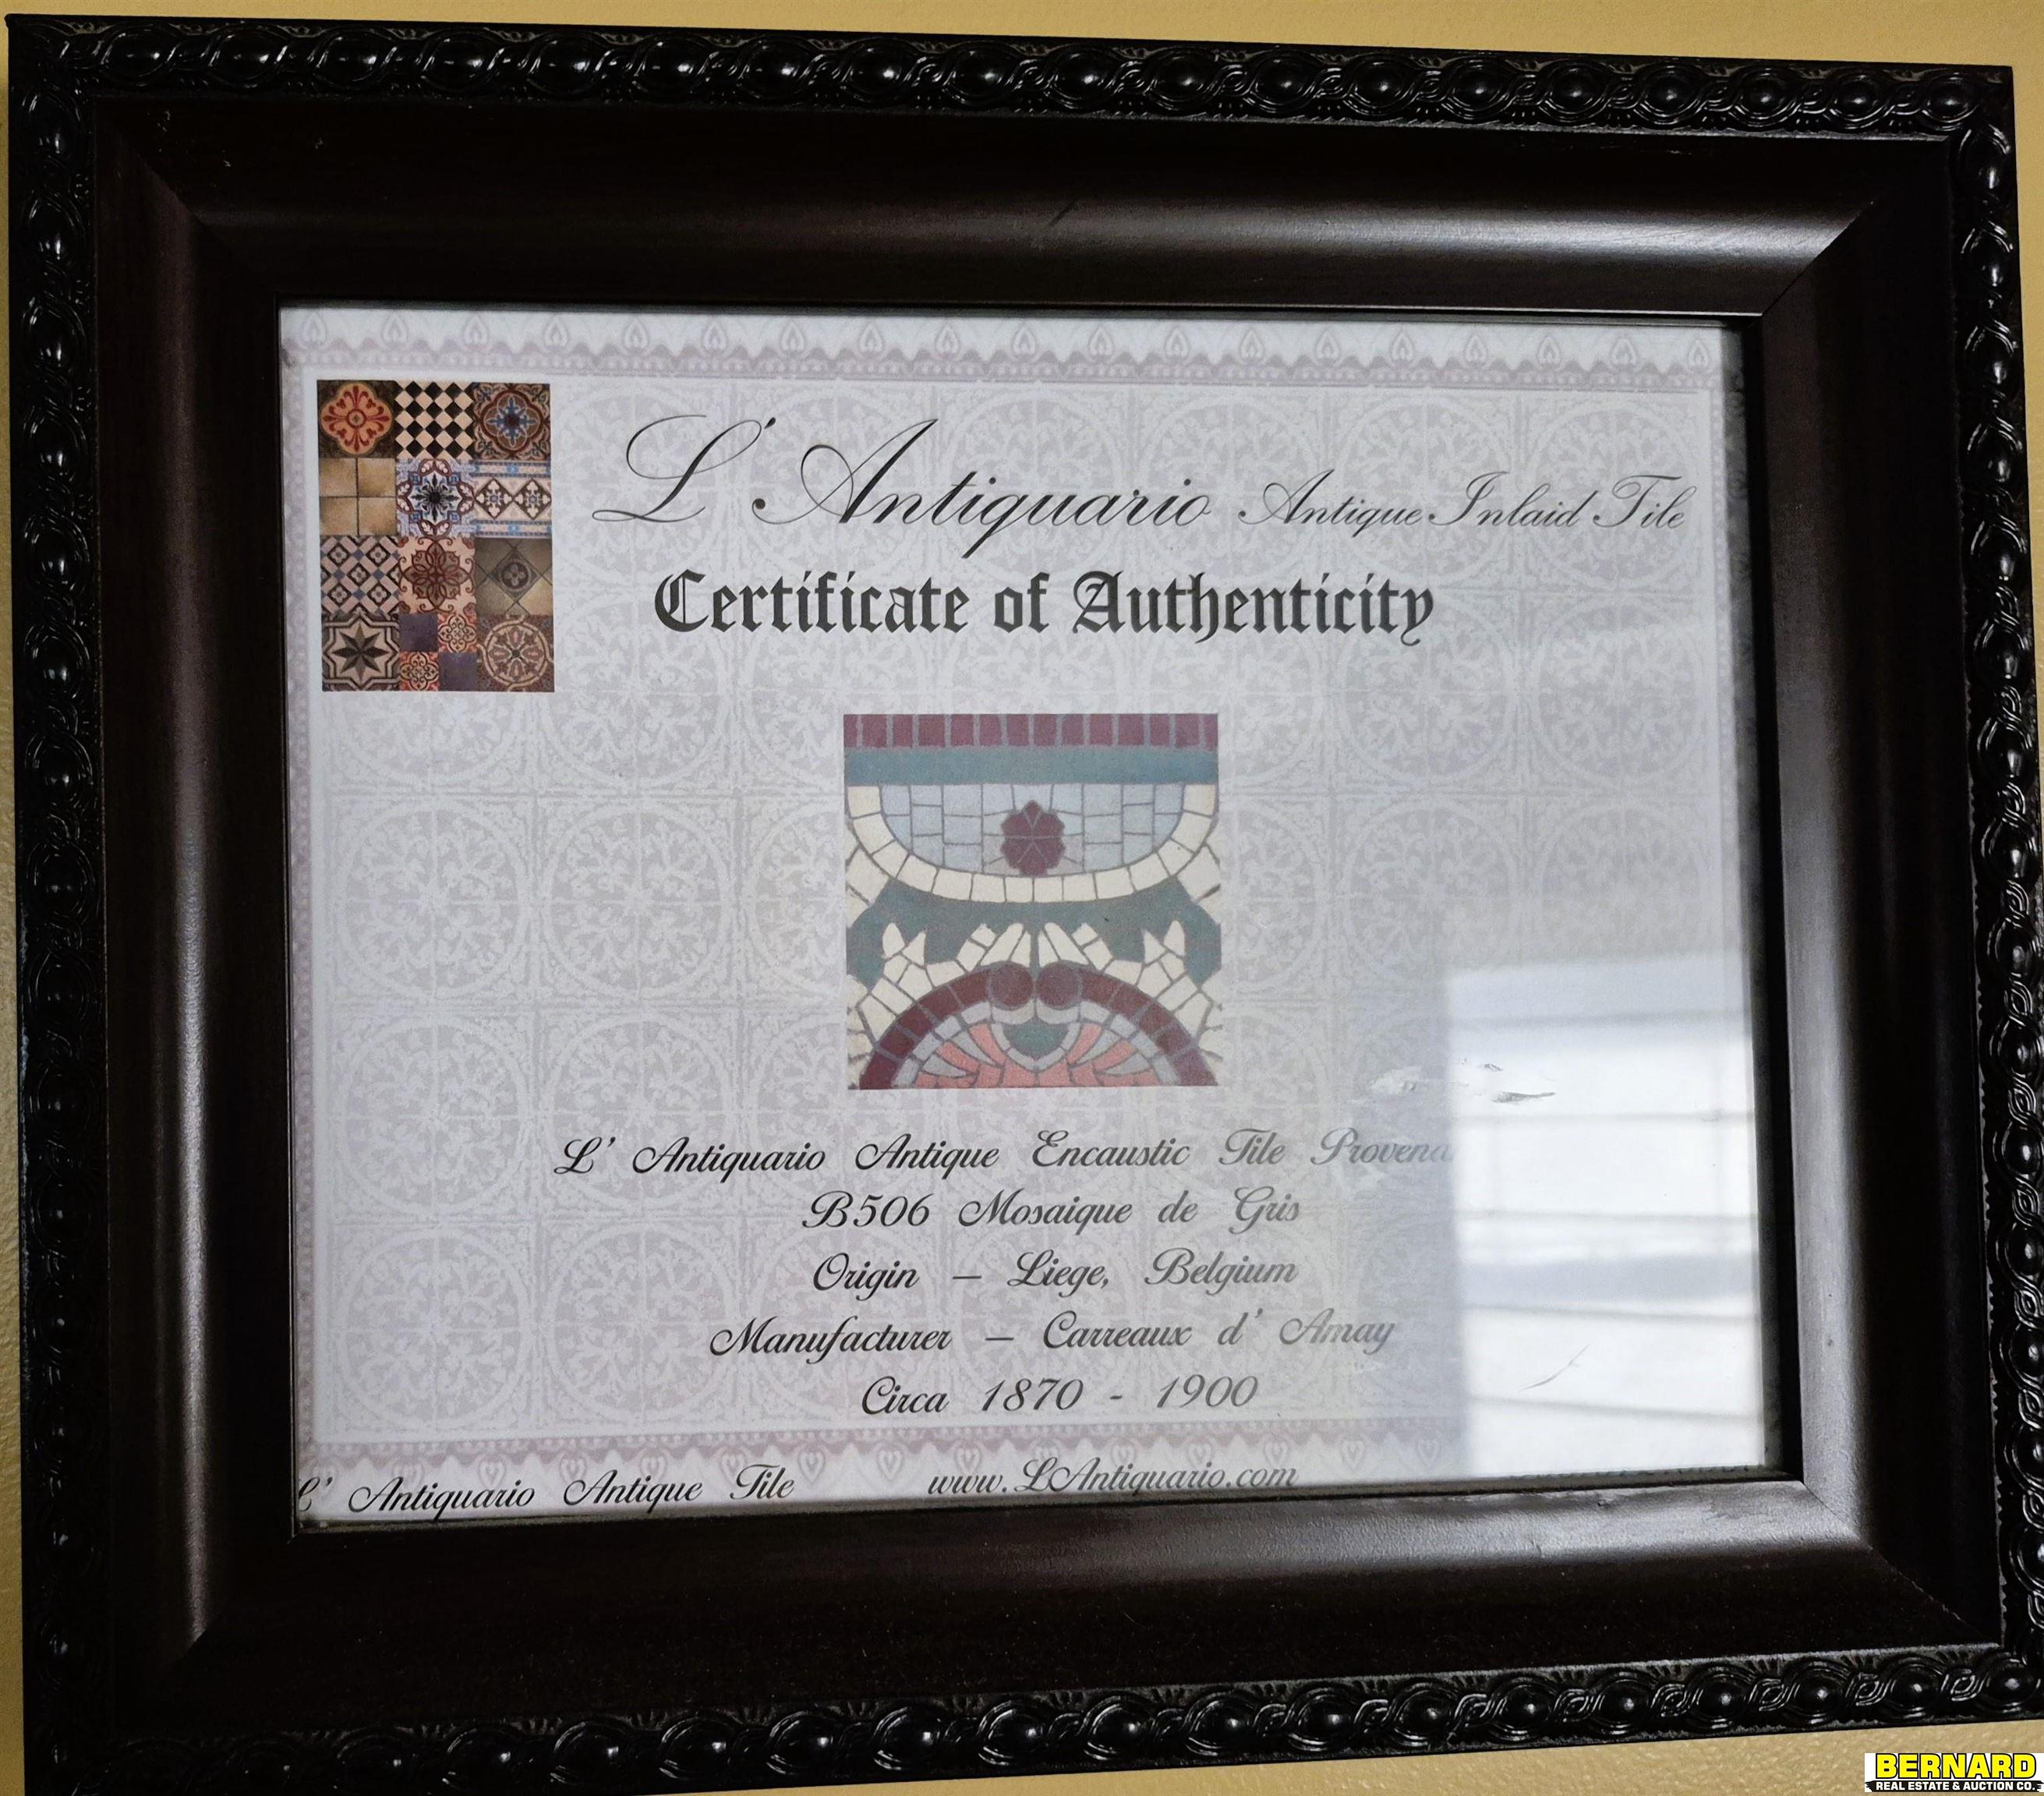 L' Antiquario Antique Inlaid Tile
Certificate of Authenticity
L' Antiquario Antique Encaustic Tile
B506 Mosaique de Gris
Origin – Liege, Belgium
Manufacturer – Carreaux d' Amay
Circa 1870 - 1900
L' Antiquario Antique Tile www.LAntiquario.com
BERNARD
REAL ESTATE & AUCTION CO.